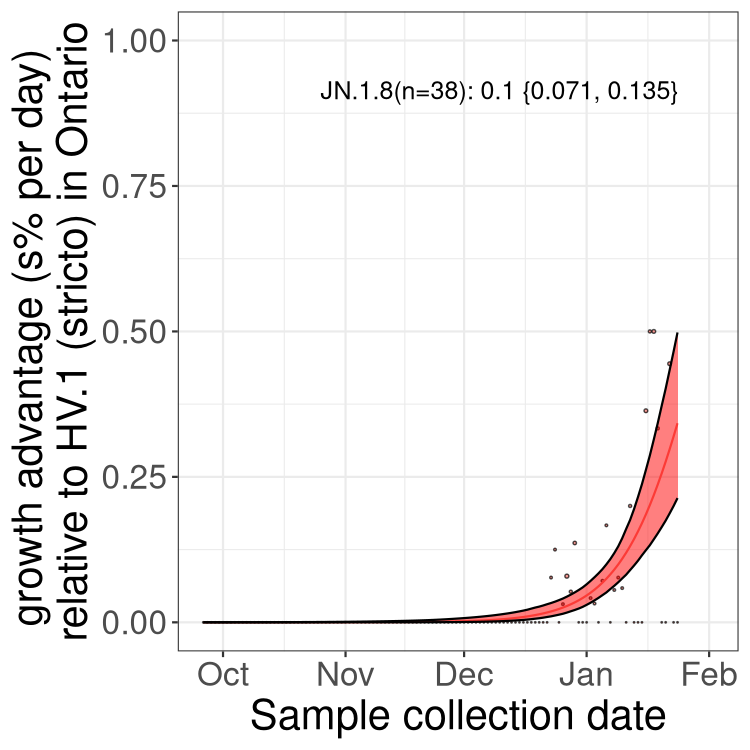 growth advantage (s% per day)
relative to HV.1 (stricto) in Ontario
1.00
0.75
0.50
0.25
0.00
JN.1.8(n=38): 0.1 {0.071, 0.135}
Oct Nov Dec Jan Feb
Sample collection date